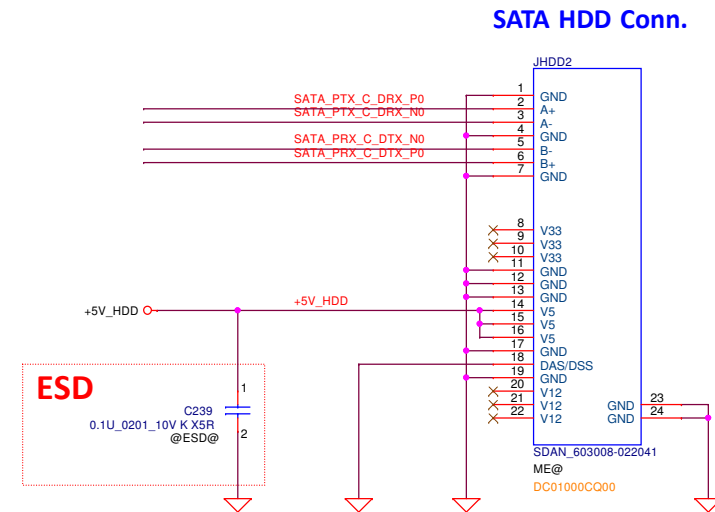 SATA HDD Conn.
JHDD2
SATA_PTX_C_DRX_P0
SATA_PTX_C_DRX_N0
SATA_PRX_C_DTX_N0
SATA_PRX_C_DTX_P0
1 GND
2 A+
3 A-
4 GND
5 B-
6 B+
7 GND
8 V33
9 V33
10 V33
11 GND
12 GND
13 GND
+5V_HDD +5V_HDD 14 V5
15 V5
16 V5
17 GND
18 DAS/DSS
19 GND
20 V12
21 V12 GND 23
22 V12 GND 24
ESD
1
C239
0.1U_0201_10V K X5R
@ESD@
2
SDAN_603008-022041
ME@
DC01000CQ00